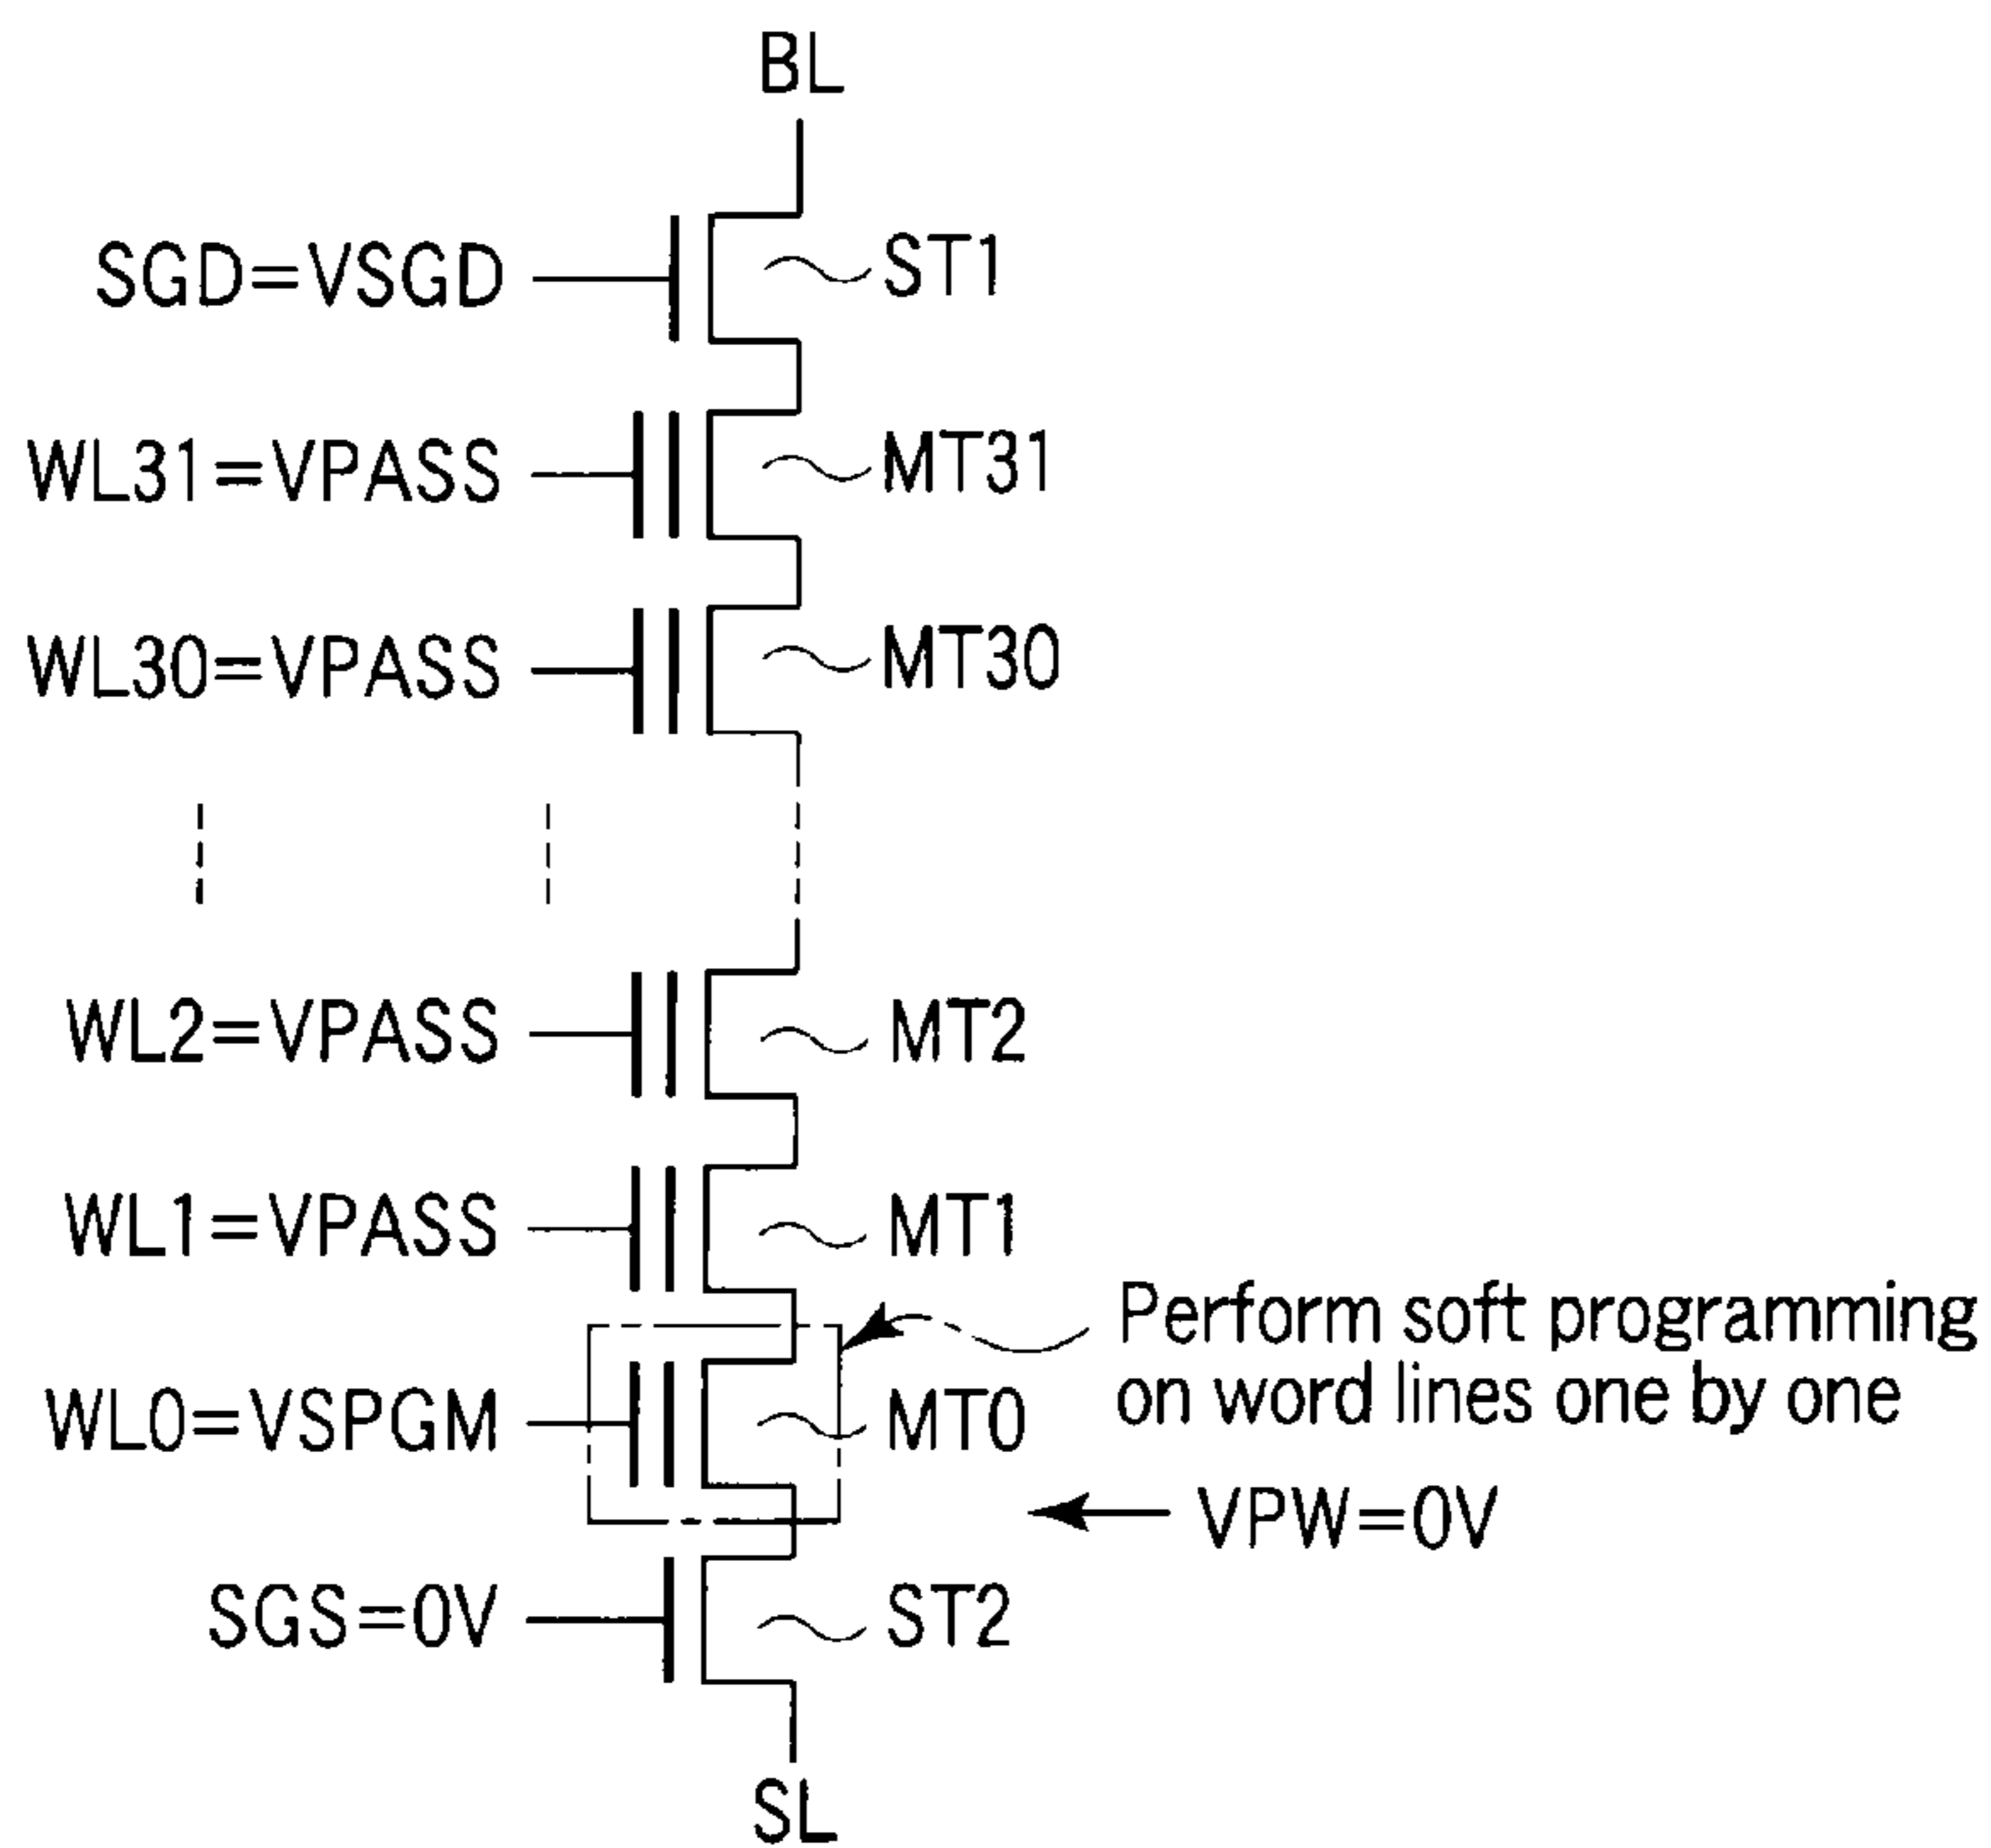 BL
SGD=VSGD
ST1
WL31=VPASS
MT31
WL30=VPASS
MT30
WL2=VPASS
MT2
WL1=VPASS
MT1
Perform soft programming
on word lines one by one
WL0=VSPGM
MT0
VPW=0V
SGS=0V
ST2
SL